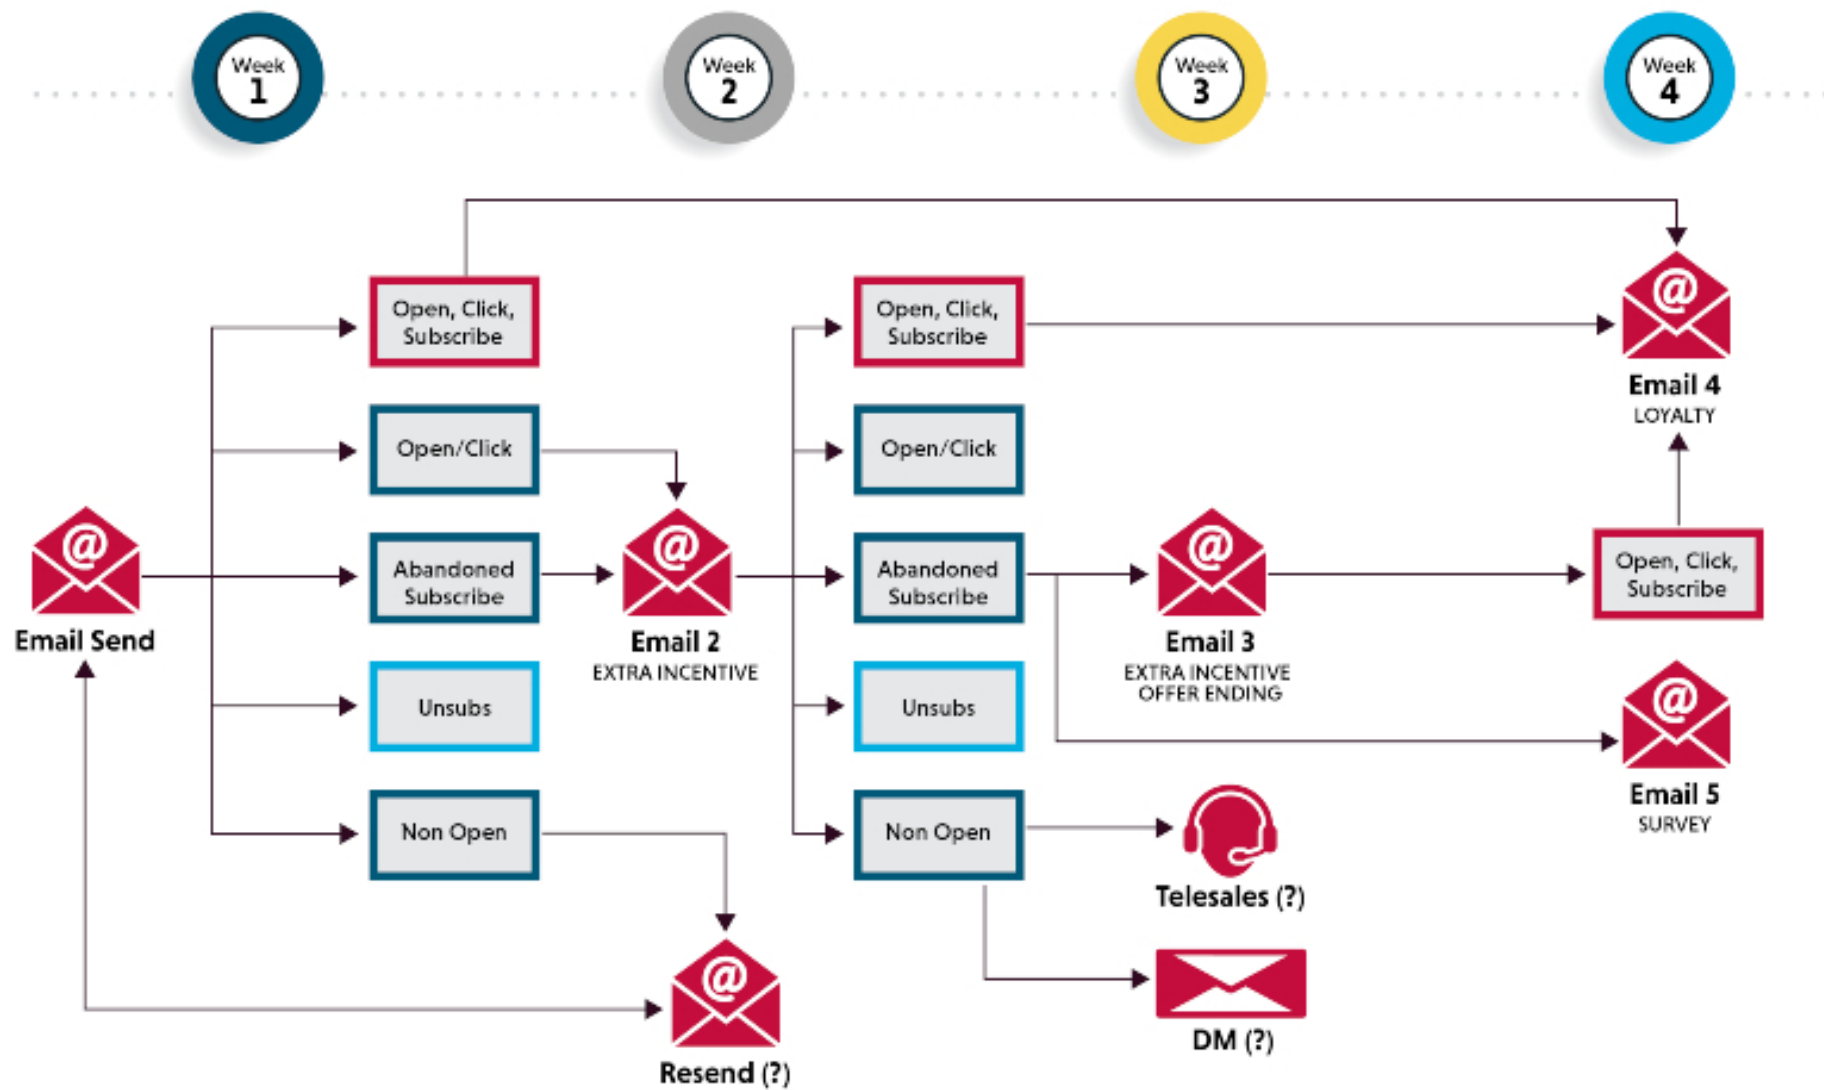 Week
1
Week
2
Week
3
Week
4
Open, Click,
Subscribe
Open, Click,
Subscribe
@
Email 4
LOYALTY
Open/Click
Open/Click
@
Email Send
Abandoned
Subscribe
@
Email 2
EXTRA INCENTIVE
Abandoned
Subscribe
@
Email 3
EXTRA INCENTIVE
OFFER ENDING
Open, Click,
Subscribe
Unsubs
Unsubs
@
Email 5
SURVEY
Non Open
Non Open
Telesales (?)
@
Resend (?)
DM (?)